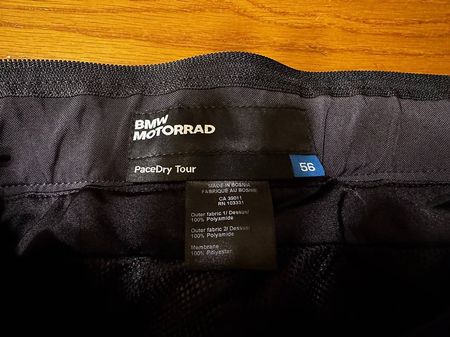 BMW
MOTORRAD
PaceDry Tour
56
MADE IN BOSNIA
FABRIQUE AU BOSNIE
CA 30011
RN 103331
Outer fabric 1/ Dessus/
100% Polyamide
Outer fabric 2/ Dessus/
100% Polyamide
Membrane
100% Polyester